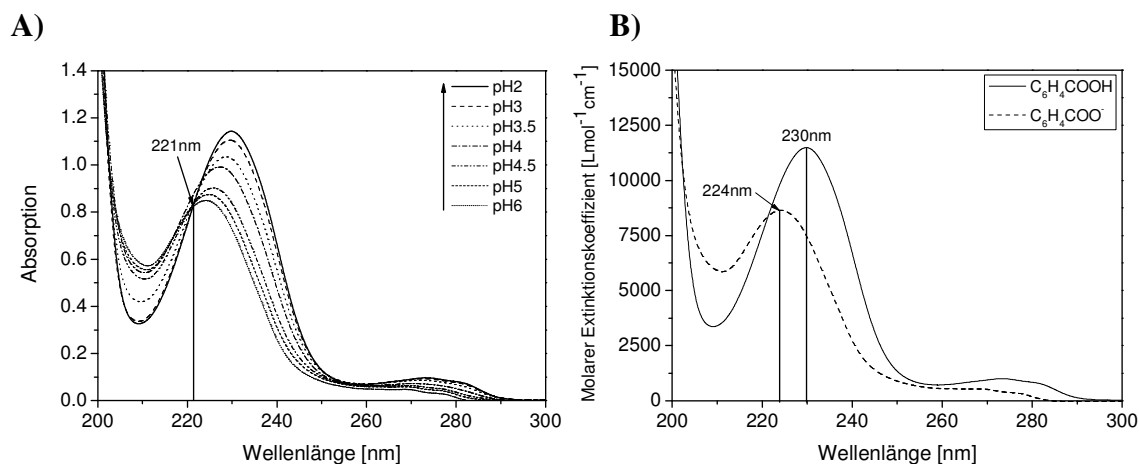 A)
B)
1.4
1.2
1.0
0.8
0.6
0.4
0.2
0.0
200 220 240 260 280 300
Absorption
Wellenlänge [nm]
221nm
pH2
pH3
pH3.5
pH4
pH4.5
pH5
pH6
15000
12500
10000
7500
5000
2500
0
200 220 240 260 280 300
Molarer Extinktionskoeffizient [Lmol⁻¹cm⁻¹]
Wellenlänge [nm]
224nm
230nm
C₆H₄COOH
C₆H₄COO⁻